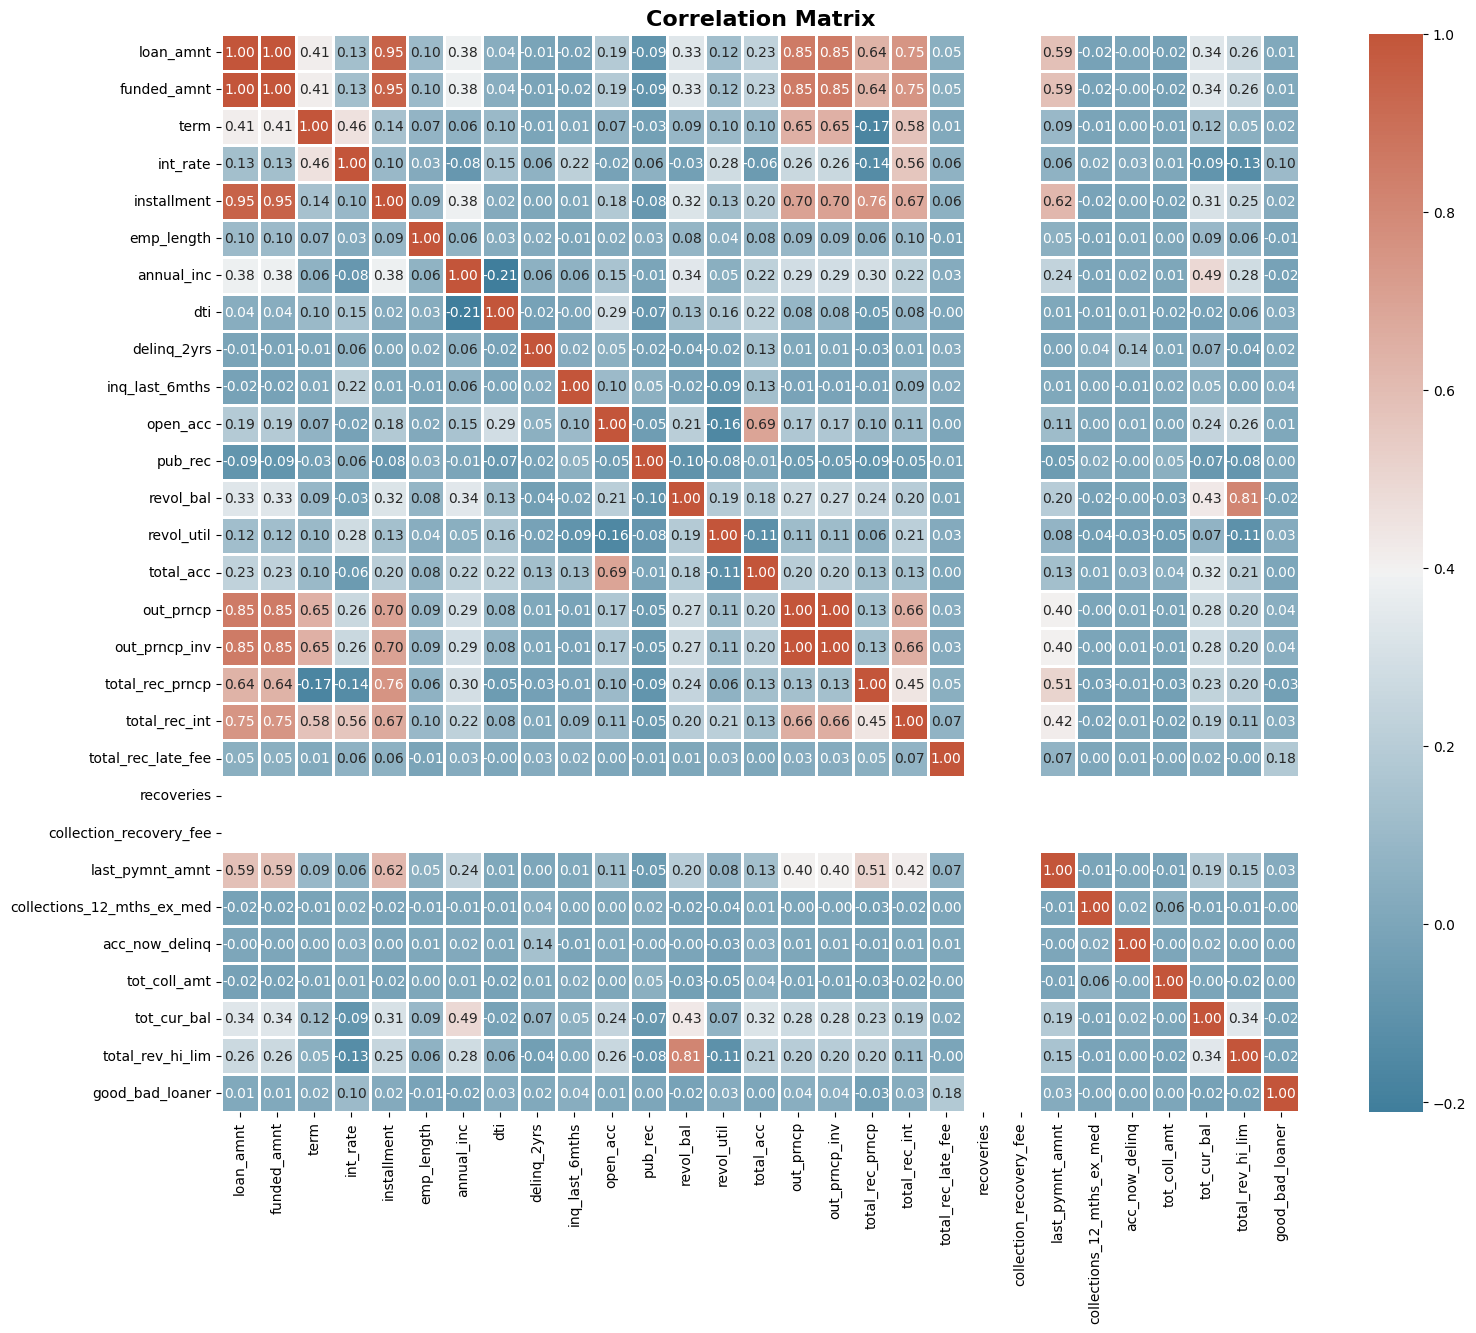 Correlation Matrix
loan_amnt 1.00 1.00 0.41 0.13 0.95 0.10 0.38 0.04 -0.01 -0.02 0.19 -0.09 0.33 0.12 0.23 0.85 0.85 0.64 0.75 0.05 0.59 -0.02 -0.00 -0.02 0.34 0.26 0.01
funded_amnt 1.00 1.00 0.41 0.13 0.95 0.10 0.38 0.04 -0.01 -0.02 0.19 -0.09 0.33 0.12 0.23 0.85 0.85 0.64 0.75 0.05 0.59 -0.02 -0.00 -0.02 0.34 0.26 0.01
term 0.41 0.41 1.00 0.46 0.14 0.07 0.06 0.10 -0.01 0.01 0.07 -0.03 0.09 0.10 0.10 0.65 0.65 -0.17 0.58 0.01 0.09 -0.01 0.00 -0.01 0.12 0.05 0.02
int_rate 0.13 0.13 0.46 1.00 0.10 0.03 -0.08 0.15 0.06 0.22 -0.02 0.06 -0.03 0.28 -0.06 0.26 0.26 -0.14 0.56 0.06 0.06 0.02 0.03 0.01 -0.09 -0.13 0.10
installment 0.95 0.95 0.14 0.10 1.00 0.09 0.38 0.02 0.00 0.01 0.18 -0.08 0.32 0.13 0.20 0.70 0.70 0.76 0.67 0.06 0.62 -0.02 0.00 -0.02 0.31 0.25 0.02
emp_length 0.10 0.10 0.07 0.03 0.09 1.00 0.06 0.03 0.02 -0.01 0.02 0.03 0.08 0.04 0.08 0.09 0.09 0.06 0.10 -0.01 0.05 -0.01 0.01 0.00 0.09 0.06 -0.01
annual_inc 0.38 0.38 0.06 -0.08 0.38 0.06 1.00 -0.21 0.06 0.06 0.15 -0.01 0.34 0.05 0.22 0.29 0.29 0.30 0.22 0.03 0.24 -0.01 0.02 0.01 0.49 0.28 -0.02
dti 0.04 0.04 0.10 0.15 0.02 0.03 -0.21 1.00 -0.02 -0.00 0.29 -0.07 0.13 0.16 0.22 0.08 0.08 -0.05 0.08 -0.00 0.01 -0.01 0.01 -0.02 -0.02 0.06 0.03
delinq_2yrs -0.01 -0.01 -0.01 0.06 0.00 0.02 0.06 -0.02 1.00 0.02 0.05 -0.02 -0.04 -0.02 0.13 0.01 0.01 -0.03 0.01 0.03 0.00 0.04 0.14 0.01 0.07 -0.04 0.02
inq_last_6mths -0.02 -0.02 0.01 0.22 0.01 -0.01 0.06 -0.00 0.02 1.00 0.10 0.05 -0.02 -0.09 0.13 -0.01 -0.01 -0.01 0.09 0.02 0.01 0.00 -0.01 0.02 0.05 0.00 0.04
open_acc 0.19 0.19 0.07 -0.02 0.18 0.02 0.15 0.29 0.05 0.10 1.00 -0.05 0.21 -0.16 0.69 0.17 0.17 0.10 0.11 0.00 0.11 0.00 0.01 0.00 0.24 0.26 0.01
pub_rec -0.09 -0.09 -0.03 0.06 -0.08 0.03 -0.01 -0.07 -0.02 0.05 -0.05 1.00 -0.10 -0.08 -0.01 -0.05 -0.05 -0.09 -0.05 -0.01 -0.05 0.02 -0.00 0.05 -0.07 -0.08 0.00
revol_bal 0.33 0.33 0.09 -0.03 0.32 0.08 0.34 0.13 -0.04 -0.02 0.21 -0.10 1.00 0.19 0.18 0.27 0.27 0.24 0.20 0.01 0.20 -0.02 -0.00 -0.03 0.43 0.81 -0.02
revol_util 0.12 0.12 0.10 0.28 0.13 0.04 0.05 0.16 -0.02 -0.09 -0.16 -0.08 0.19 1.00 -0.11 0.11 0.11 0.06 0.21 0.03 0.08 -0.04 -0.03 -0.05 0.07 -0.11 0.03
total_acc 0.23 0.23 0.10 -0.06 0.20 0.08 0.22 0.22 0.13 0.13 0.69 -0.01 0.18 -0.11 1.00 0.20 0.20 0.13 0.13 0.00 0.13 0.01 0.03 0.04 0.32 0.21 0.00
out_prncp 0.85 0.85 0.65 0.26 0.70 0.09 0.29 0.08 0.01 -0.01 0.17 -0.05 0.27 0.11 0.20 1.00 1.00 0.13 0.66 0.03 0.40 -0.00 0.01 -0.01 0.28 0.20 0.04
out_prncp_inv 0.85 0.85 0.65 0.26 0.70 0.09 0.29 0.08 0.01 -0.01 0.17 -0.05 0.27 0.11 0.20 1.00 1.00 0.13 0.66 0.03 0.40 -0.00 0.01 -0.01 0.28 0.20 0.04
total_rec_prncp 0.64 0.64 -0.17 -0.14 0.76 0.06 0.30 -0.05 -0.03 -0.01 0.10 -0.09 0.24 0.06 0.13 0.13 0.13 1.00 0.45 0.05 0.51 -0.03 -0.01 -0.03 0.23 0.20 -0.03
total_rec_int 0.75 0.75 0.58 0.56 0.67 0.10 0.22 0.08 0.01 0.09 0.11 -0.05 0.20 0.21 0.13 0.66 0.66 0.45 1.00 0.07 0.42 -0.02 0.01 -0.02 0.19 0.11 0.03
total_rec_late_fee 0.05 0.05 0.01 0.06 0.06 -0.01 0.03 -0.00 0.03 0.02 0.00 -0.01 0.01 0.03 0.00 0.03 0.03 0.05 0.07 1.00 0.07 0.00 0.01 -0.00 0.02 -0.00 0.18
recoveries
collection_recovery_fee
last_pymnt_amnt 0.59 0.59 0.09 0.06 0.62 0.05 0.24 0.01 0.00 0.01 0.11 -0.05 0.20 0.08 0.13 0.40 0.40 0.51 0.42 0.07 1.00 -0.01 -0.00 -0.01 0.19 0.15 0.03
collections_12_mths_ex_med -0.02 -0.02 -0.01 0.02 -0.02 -0.01 -0.01 -0.01 0.04 0.00 0.00 0.02 -0.02 -0.04 0.01 -0.00 -0.00 -0.03 -0.02 0.00 -0.01 1.00 0.02 0.06 -0.01 -0.01 -0.00
acc_now_delinq -0.00 -0.00 0.00 0.03 0.00 0.01 0.02 0.01 0.14 -0.01 0.01 -0.00 -0.00 -0.03 0.03 0.01 0.01 -0.01 0.01 0.01 -0.00 0.02 1.00 -0.00 0.02 0.00 0.00
tot_coll_amt -0.02 -0.02 -0.01 0.01 -0.02 0.00 0.01 -0.02 0.01 0.02 0.00 0.05 -0.03 -0.05 0.04 -0.01 -0.01 -0.03 -0.02 -0.00 -0.01 0.06 -0.00 1.00 -0.00 -0.02 0.00
tot_cur_bal 0.34 0.34 0.12 -0.09 0.31 0.09 0.49 -0.02 0.07 0.05 0.24 -0.07 0.43 0.07 0.32 0.28 0.28 0.23 0.19 0.02 0.19 -0.01 0.02 -0.00 1.00 0.34 -0.02
total_rev_hi_lim 0.26 0.26 0.05 -0.13 0.25 0.06 0.28 0.06 -0.04 0.00 0.26 -0.08 0.81 -0.11 0.21 0.20 0.20 0.20 0.11 -0.00 0.15 -0.01 0.00 -0.02 0.34 1.00 -0.02
good_bad_loaner 0.01 0.01 0.02 0.10 0.02 -0.01 -0.02 0.03 0.02 0.04 0.01 0.00 -0.02 0.03 0.00 0.04 0.04 -0.03 0.03 0.18 0.03 -0.00 0.00 0.00 -0.02 -0.02 1.00
loan_amnt
funded_amnt
term
int_rate
installment
emp_length
annual_inc
dti
delinq_2yrs
inq_last_6mths
open_acc
pub_rec
revol_bal
revol_util
total_acc
out_prncp
out_prncp_inv
total_rec_prncp
total_rec_int
total_rec_late_fee
recoveries
collection_recovery_fee
last_pymnt_amnt
collections_12_mths_ex_med
acc_now_delinq
tot_coll_amt
tot_cur_bal
total_rev_hi_lim
good_bad_loaner
1.0
0.8
0.6
0.4
0.2
0.0
−0.2